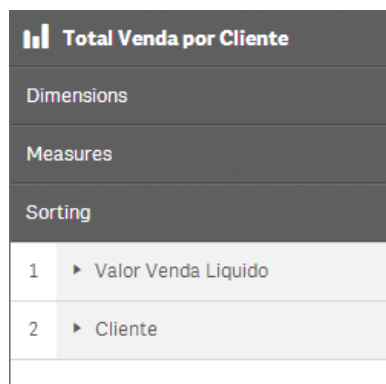 Total Venda por Cliente
Dimensions
Measures
Sorting
1 Valor Venda Liquido
2 Cliente